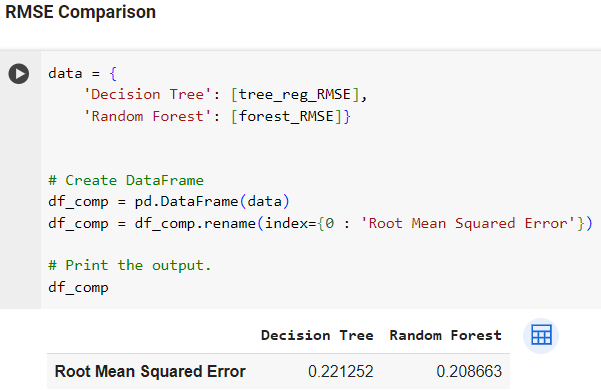 RMSE Comparison
data = {
    'Decision Tree': [tree_reg_RMSE],
    'Random Forest': [forest_RMSE]}
# Create DataFrame
df_comp = pd.DataFrame(data)
df_comp = df_comp.rename(index={0 : 'Root Mean Squared Error'})
# Print the output.
df_comp
Decision Tree Random Forest
Root Mean Squared Error 0.221252 0.208663